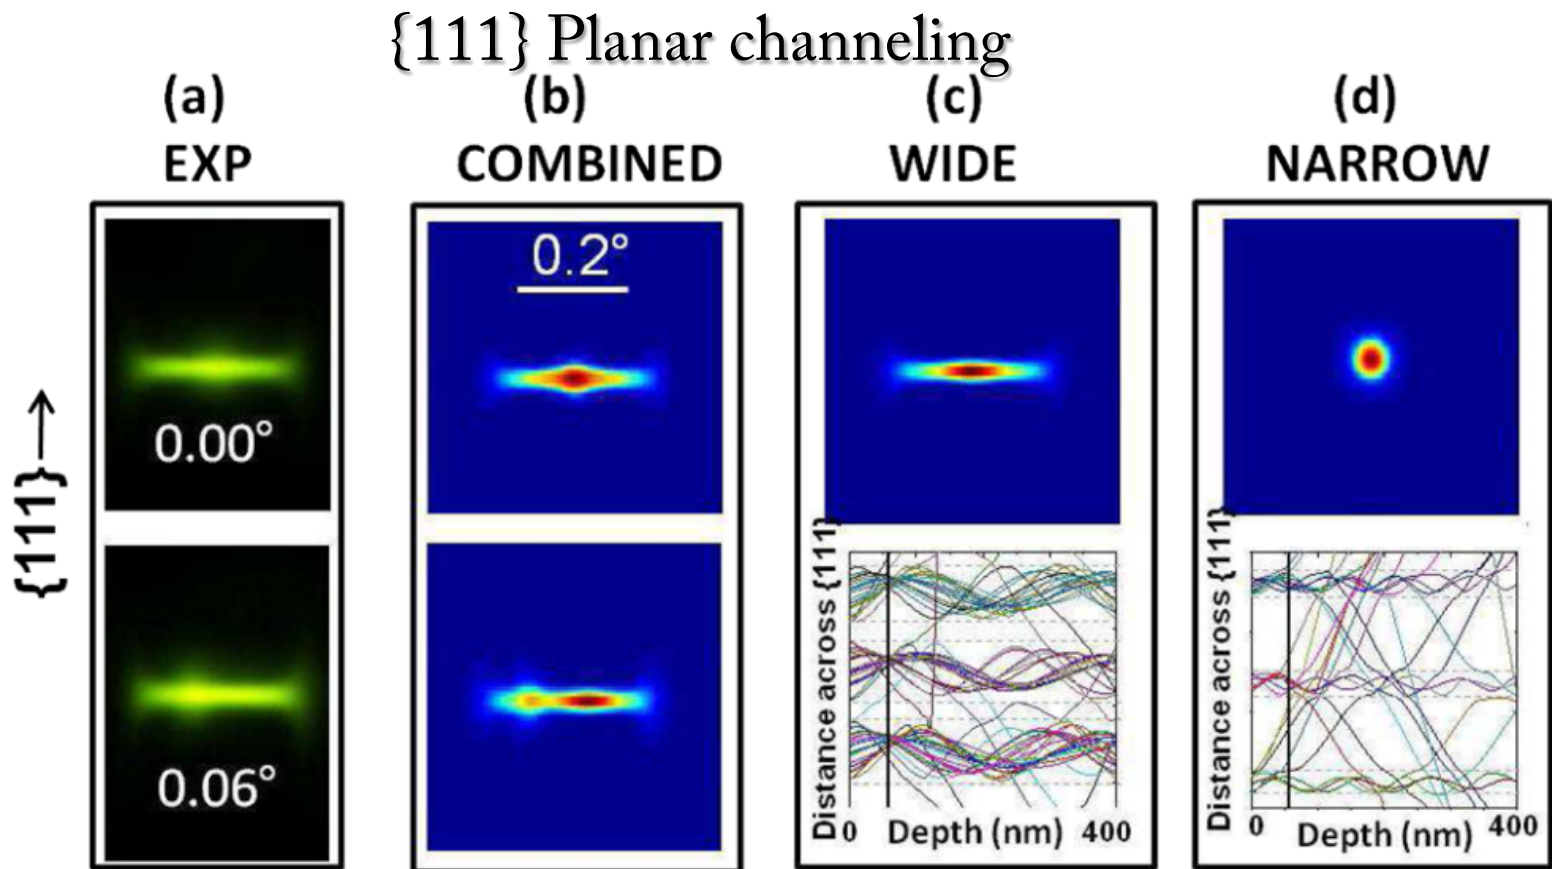 {111} Planar channeling
(a)
(b)
(c)
(d)
EXP
COMBINED
WIDE
NARROW
0.2°
0.00°
{111}→
0.06°
Distance across {111}
0
Depth (nm)
400
Distance across {111}
0
Depth (nm)
400